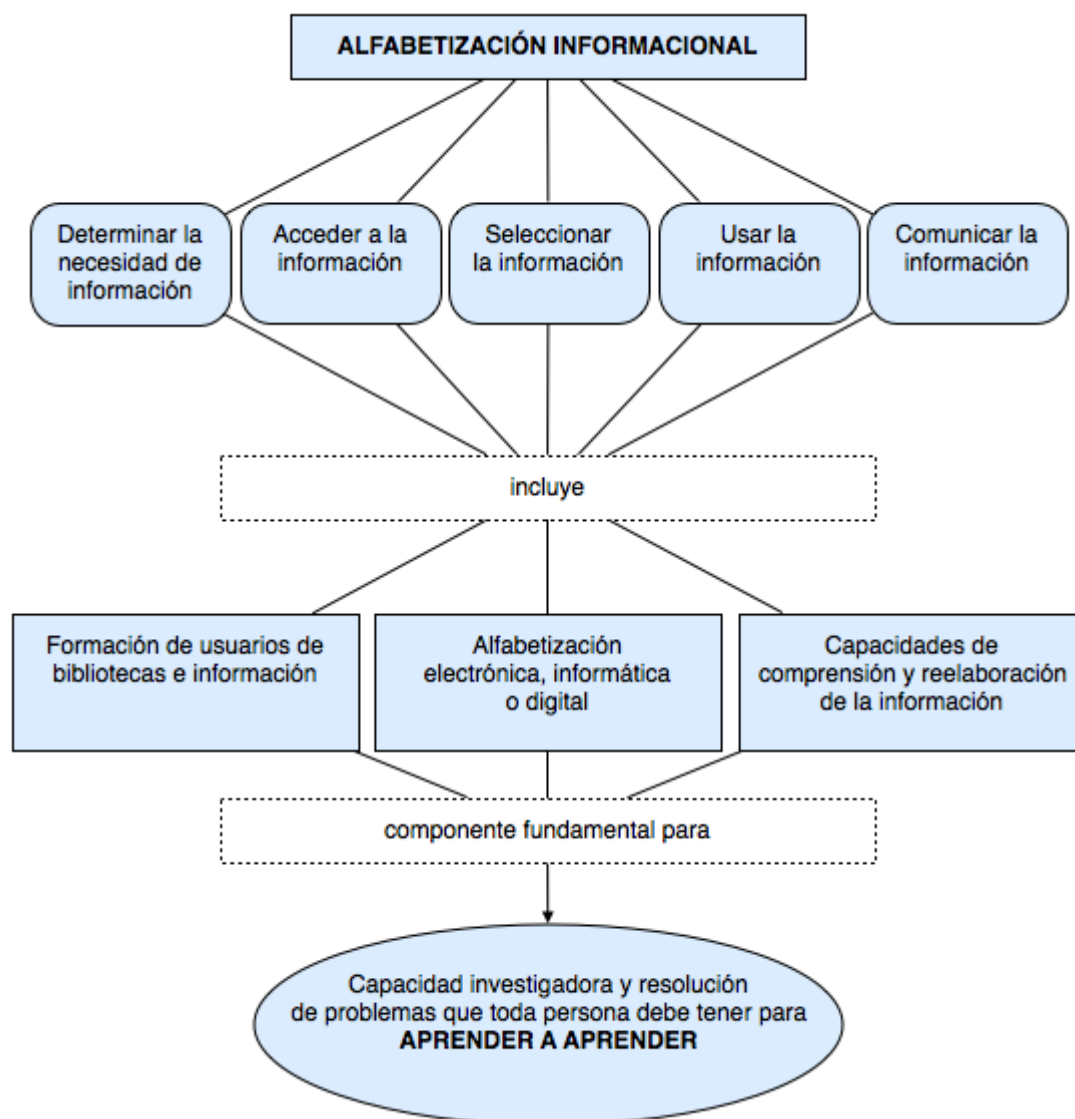 ALFABETIZACIÓN INFORMACIONAL
Determinar la
necesidad de
información
Acceder a la
información
Seleccionar
la información
Usar la
información
Comunicar la
información
incluye
Formación de usuarios de
bibliotecas e información
Alfabetización
electrónica, informática
o digital
Capacidades de
comprensión y reelaboración
de la información
componente fundamental para
Capacidad investigadora y resolución
de problemas que toda persona debe tener para
APRENDER A APRENDER